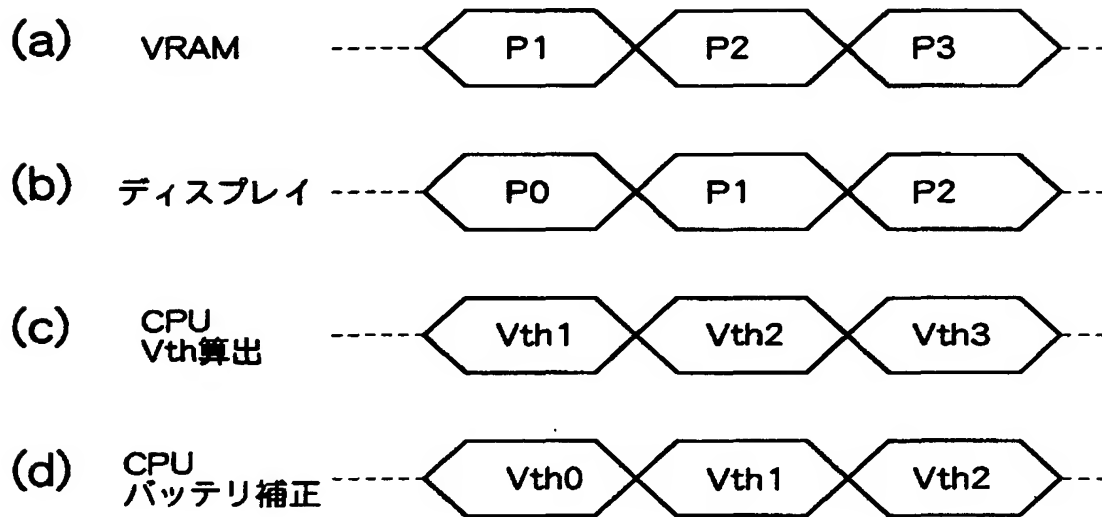 (a) VRAM P1 P2 P3
(b) ディスプレイ P0 P1 P2
(c) CPU
Vth算出 Vth1 Vth2 Vth3
(d) CPU
バッテリ補正 Vth0 Vth1 Vth2